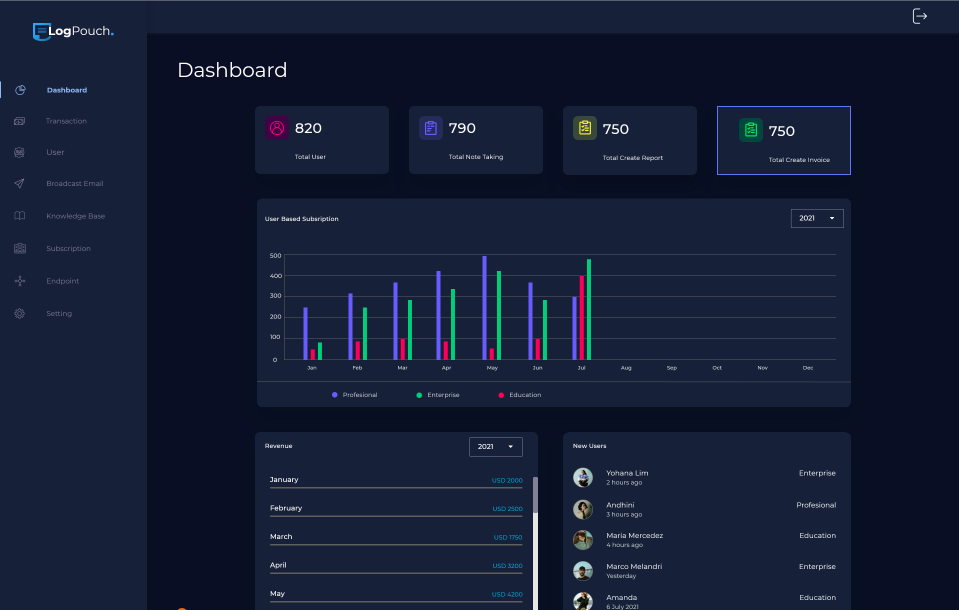 LogPouch.
Dashboard
Transaction
User
Broadcast Email
Knowledge Base
Subscription
Endpoint
Setting
Dashboard
820
Total User
790
Total Note Taking
750
Total Create Report
750
Total Create Invoice
User Based Subsription
2021
500
400
300
200
100
0
Jan Feb Mar Apr May Jun Jul Aug Sep Oct Nov Dec
Profesional Enterprise Education
Revenue
2021
January USD 2000
February USD 2500
March USD 1750
April USD 3200
May USD 4200
New Users
Yohana Lim Enterprise
2 hours ago
Andhini Profesional
3 hours ago
Maria Mercedez Education
4 hours ago
Marco Melandri Enterprise
Yesterday
Amanda Education
6 July 2021